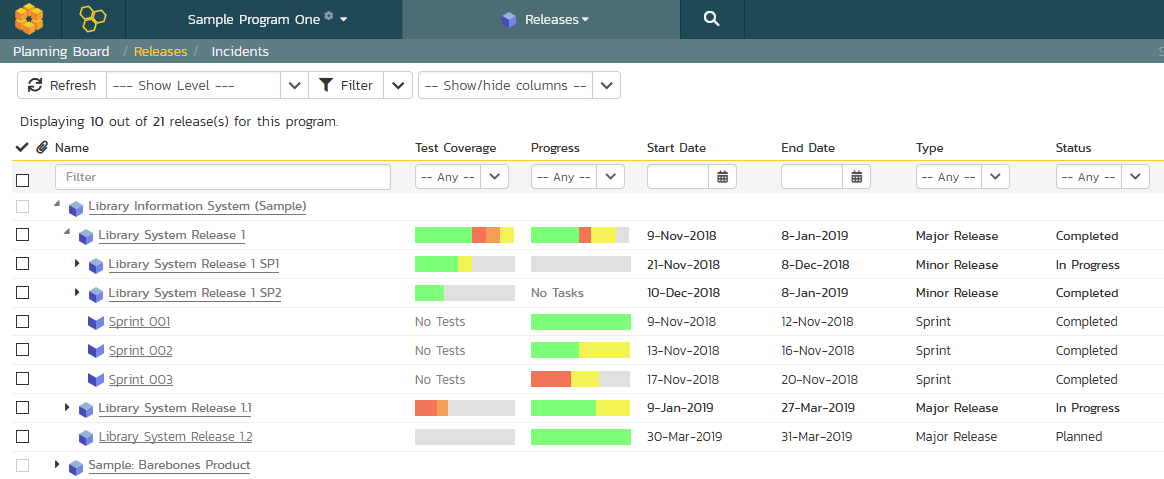 Sample Program One Releases
Planning Board / Releases / Incidents
Refresh --- Show Level --- Filter -- Show/hide columns --
Displaying 10 out of 21 release(s) for this program.
Name Test Coverage Progress Start Date End Date Type Status
Filter -- Any -- -- Any -- -- Any -- -- Any --
Library Information System (Sample)
Library System Release 1 9-Nov-2018 8-Jan-2019 Major Release Completed
Library System Release 1 SP1 21-Nov-2018 8-Dec-2018 Minor Release In Progress
Library System Release 1 SP2 No Tasks 10-Dec-2018 8-Jan-2019 Minor Release Completed
Sprint 001 No Tests 9-Nov-2018 12-Nov-2018 Sprint Completed
Sprint 002 No Tests 13-Nov-2018 16-Nov-2018 Sprint Completed
Sprint 003 No Tests 17-Nov-2018 20-Nov-2018 Sprint Completed
Library System Release 1.1 9-Jan-2019 27-Mar-2019 Major Release In Progress
Library System Release 1.2 30-Mar-2019 31-Mar-2019 Major Release Planned
Sample: Barebones Product